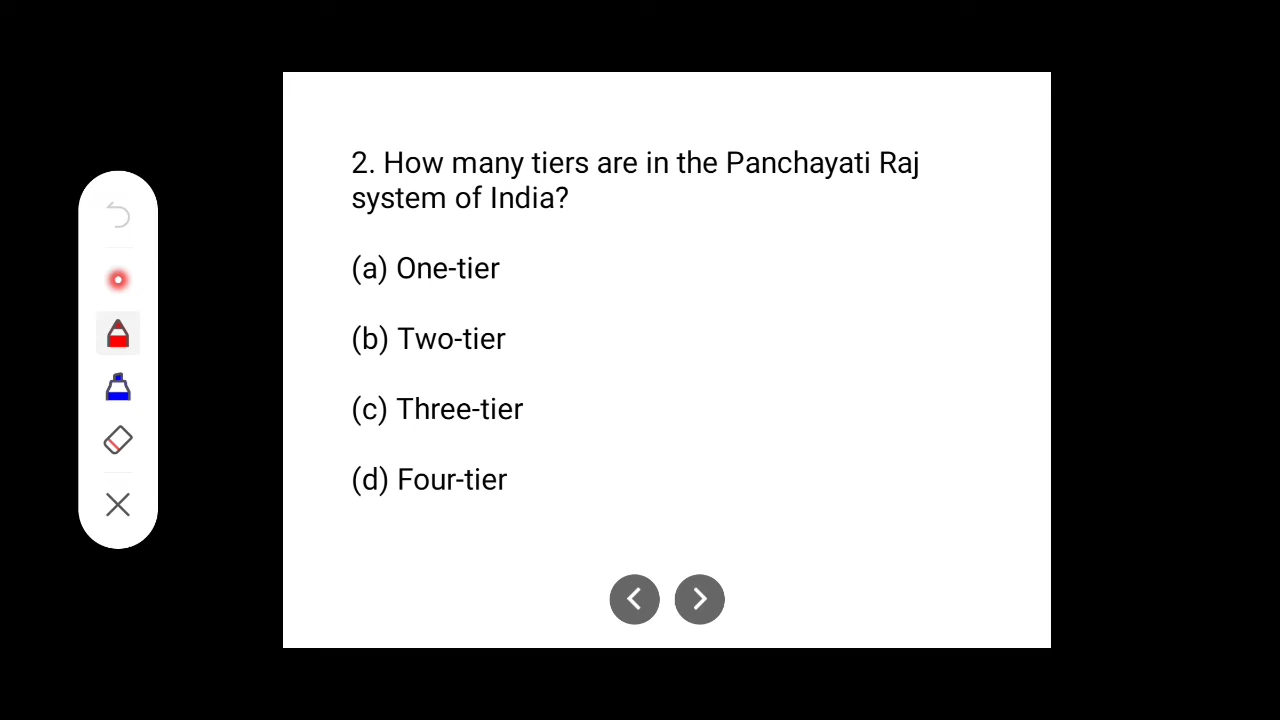 2. How many tiers are in the Panchayati Raj
system of India?
(a) One-tier
(b) Two-tier
(c) Three-tier
(d) Four-tier